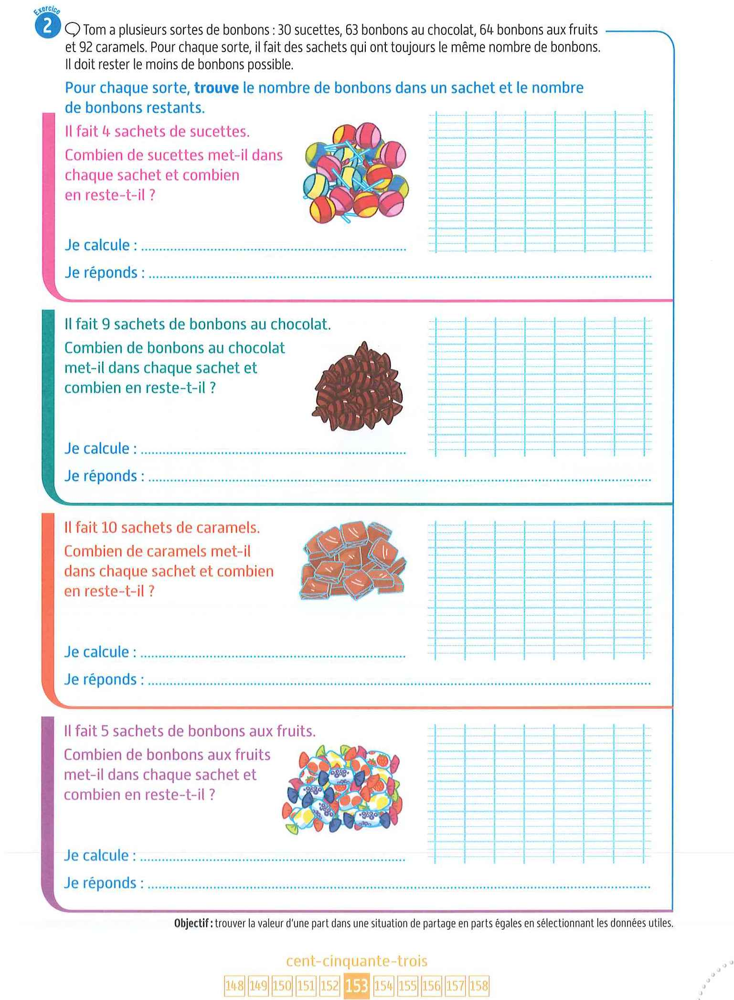 Exercice
2
Tom a plusieurs sortes de bonbons : 30 sucettes, 63 bonbons au chocolat, 64 bonbons aux fruits
et 92 caramels. Pour chaque sorte, il fait des sachets qui ont toujours le même nombre de bonbons.
Il doit rester le moins de bonbons possible.
Pour chaque sorte, trouve le nombre de bonbons dans un sachet et le nombre
de bonbons restants.
Il fait 4 sachets de sucettes.
Combien de sucettes met-il dans
chaque sachet et combien
en reste-t-il ?
Je calcule :
Je réponds :
Il fait 9 sachets de bonbons au chocolat.
Combien de bonbons au chocolat
met-il dans chaque sachet et
combien en reste-t-il ?
Je calcule :
Je réponds :
Il fait 10 sachets de caramels.
Combien de caramels met-il
dans chaque sachet et combien
en reste-t-il ?
Je calcule :
Je réponds :
Il fait 5 sachets de bonbons aux fruits.
Combien de bonbons aux fruits
met-il dans chaque sachet et
combien en reste-t-il ?
Je calcule :
Je réponds :
Objectif : trouver la valeur d'une part dans une situation de partage en parts égales en sélectionnant les données utiles.
cent-cinquante-trois
148 149 150 151 152 153 154 155 156 157 158